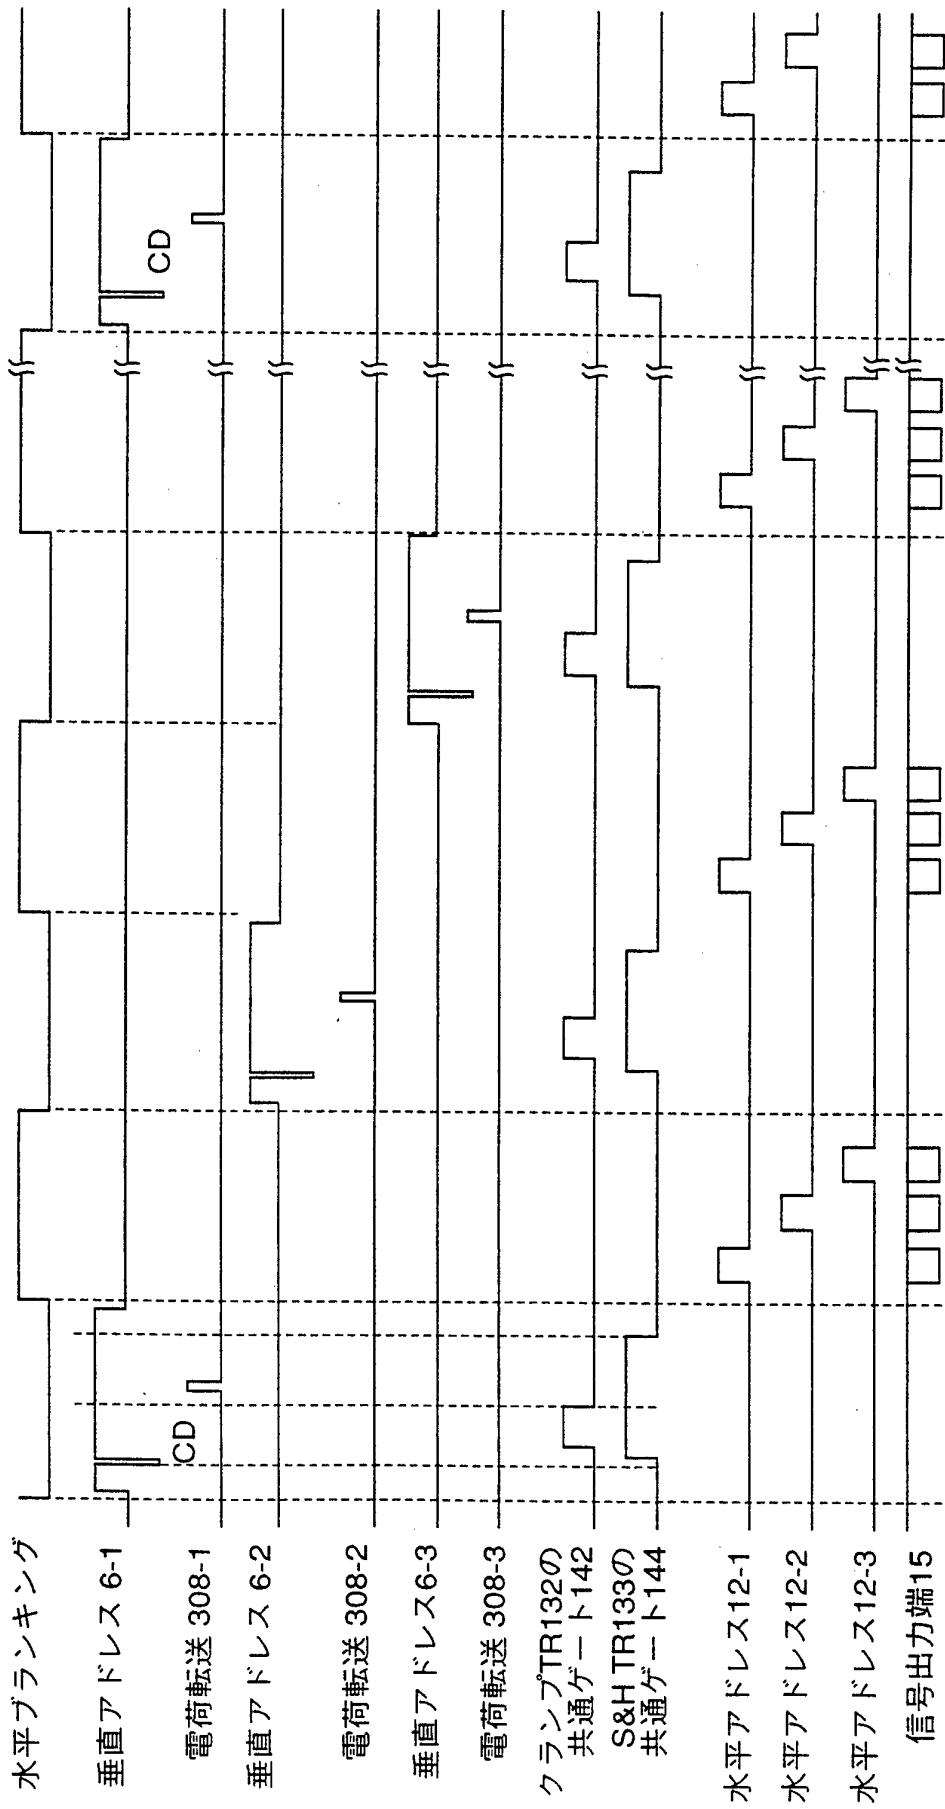 水平ブランキング
垂直アドレス 6-1
電荷転送 308-1
垂直アドレス 6-2
電荷転送 308-2
垂直アドレス6-3
電荷転送 308-3
クランプTR132の
共通ゲート142
S&H TR133の
共通ゲート144
水平アドレス12-1
水平アドレス12-2
水平アドレス12-3
信号出力端15
CD
CD